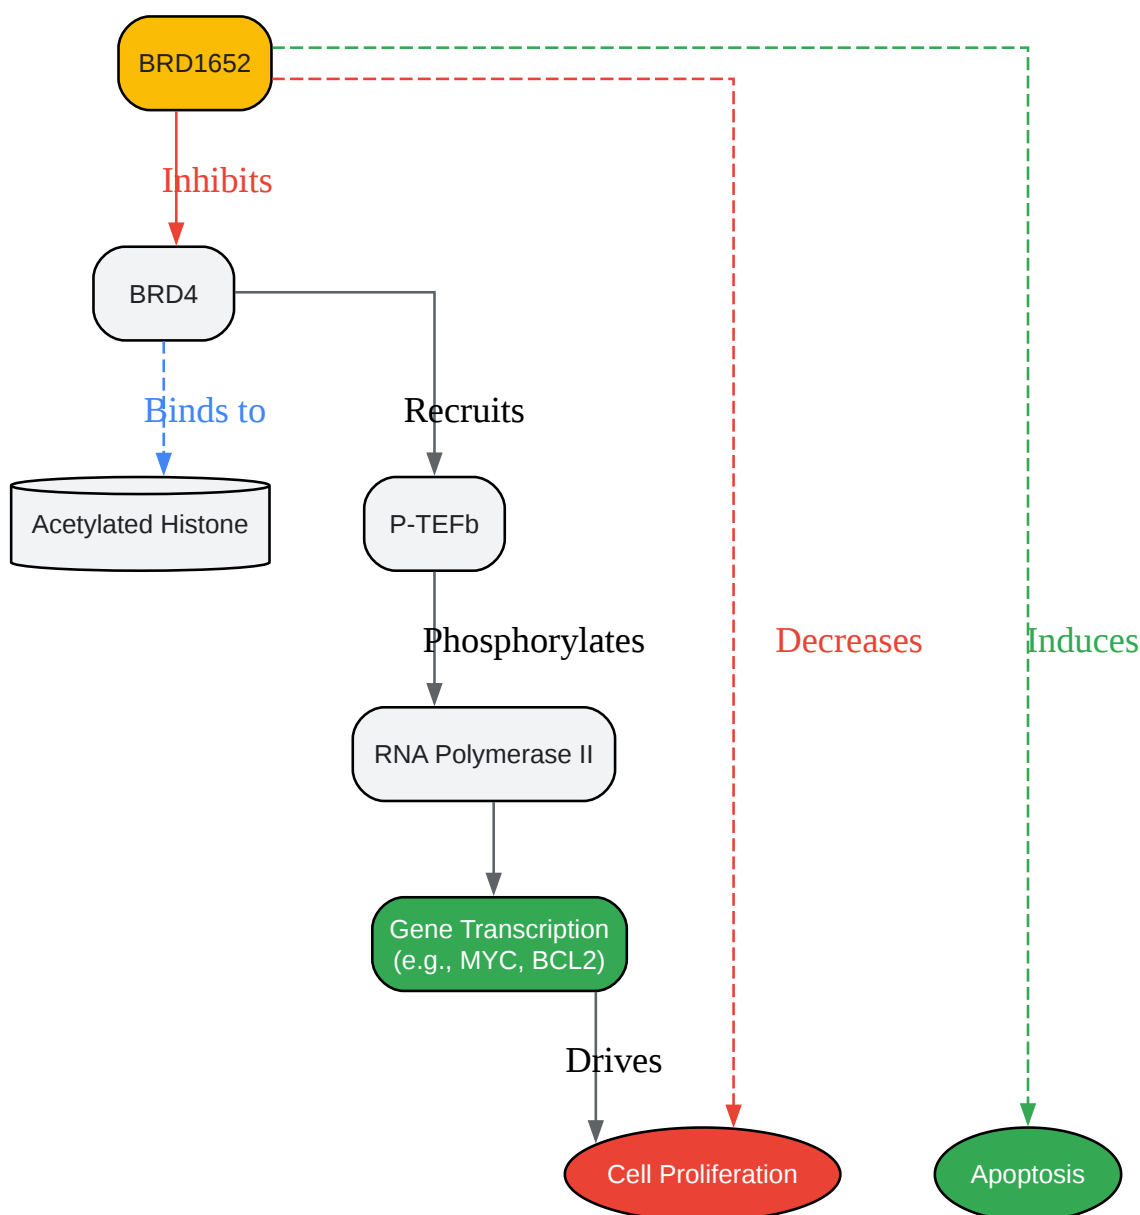 BRD1652
Inhibits
BRD4
Binds to
Recruits
Acetylated Histone
P-TEFb
Phosphorylates
Decreases
Induces
RNA Polymerase II
Gene Transcription
(e.g., MYC, BCL2)
Drives
Cell Proliferation
Apoptosis